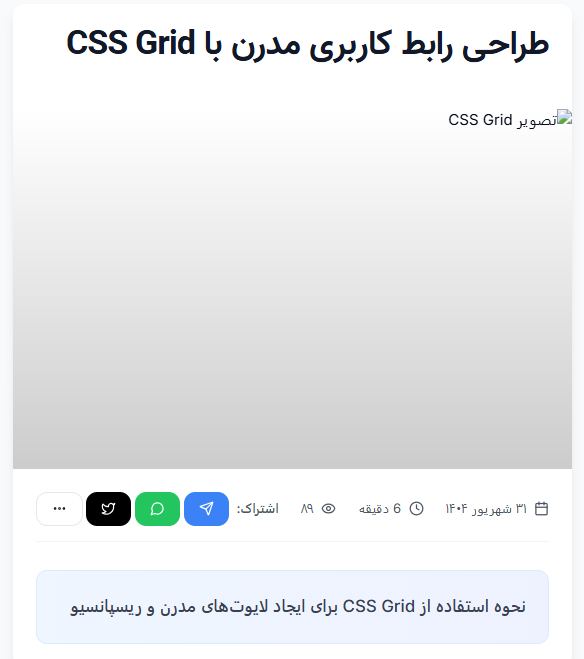 طراحی رابط کاربری مدرن با CSS Grid
تصویر CSS Grid
۳۱ شهریور ۱۴۰۴ 6 دقیقه ۸۹ اشتراک:
نحوه استفاده از CSS Grid برای ایجاد لایوت‌های مدرن و ریسپانسیو